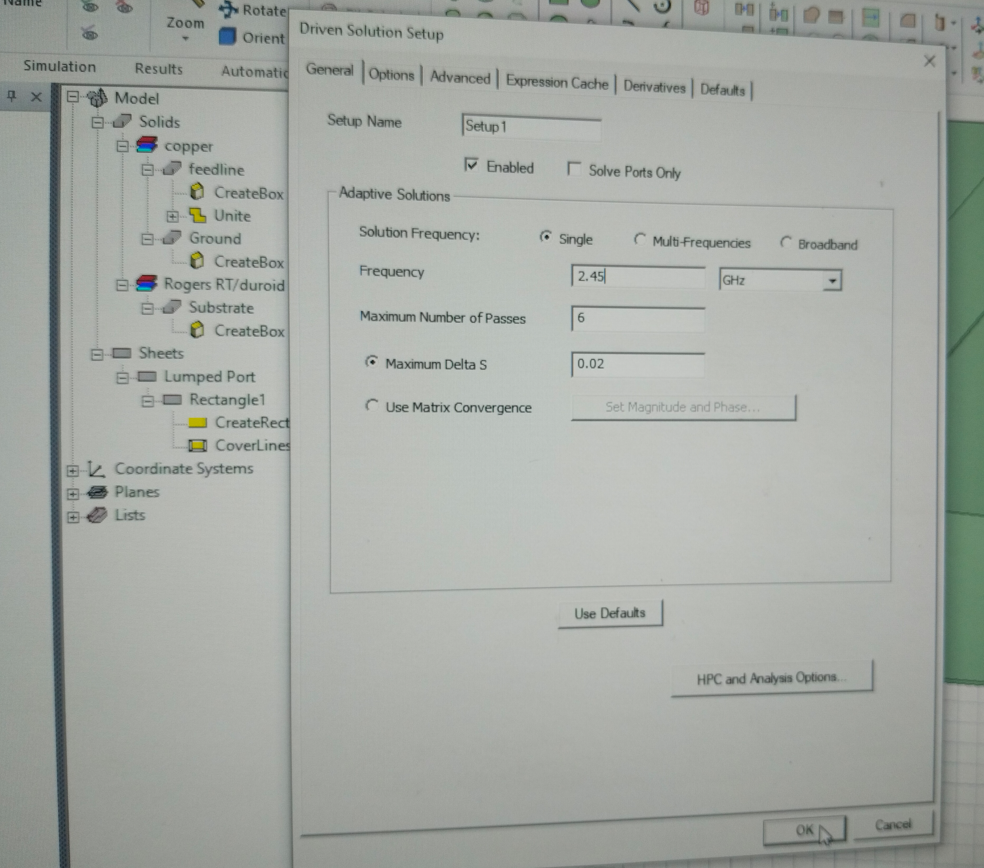 Name
Zoom
Rotate
Orient
Simulation Results Automatic
Model
Solids
copper
feedline
CreateBox
Unite
Ground
CreateBox
Rogers RT/duroid
Substrate
CreateBox
Sheets
Lumped Port
Rectangle1
CreateRect
CoverLines
Coordinate Systems
Planes
Lists
Driven Solution Setup
General Options Advanced Expression Cache Derivatives Defaults
Setup Name Setup1
Enabled Solve Ports Only
Adaptive Solutions
Solution Frequency: Single Multi-Frequencies Broadband
Frequency 2.45 GHz
Maximum Number of Passes 6
Maximum Delta S 0.02
Use Matrix Convergence Set Magnitude and Phase...
Use Defaults
HPC and Analysis Options...
OK Cancel